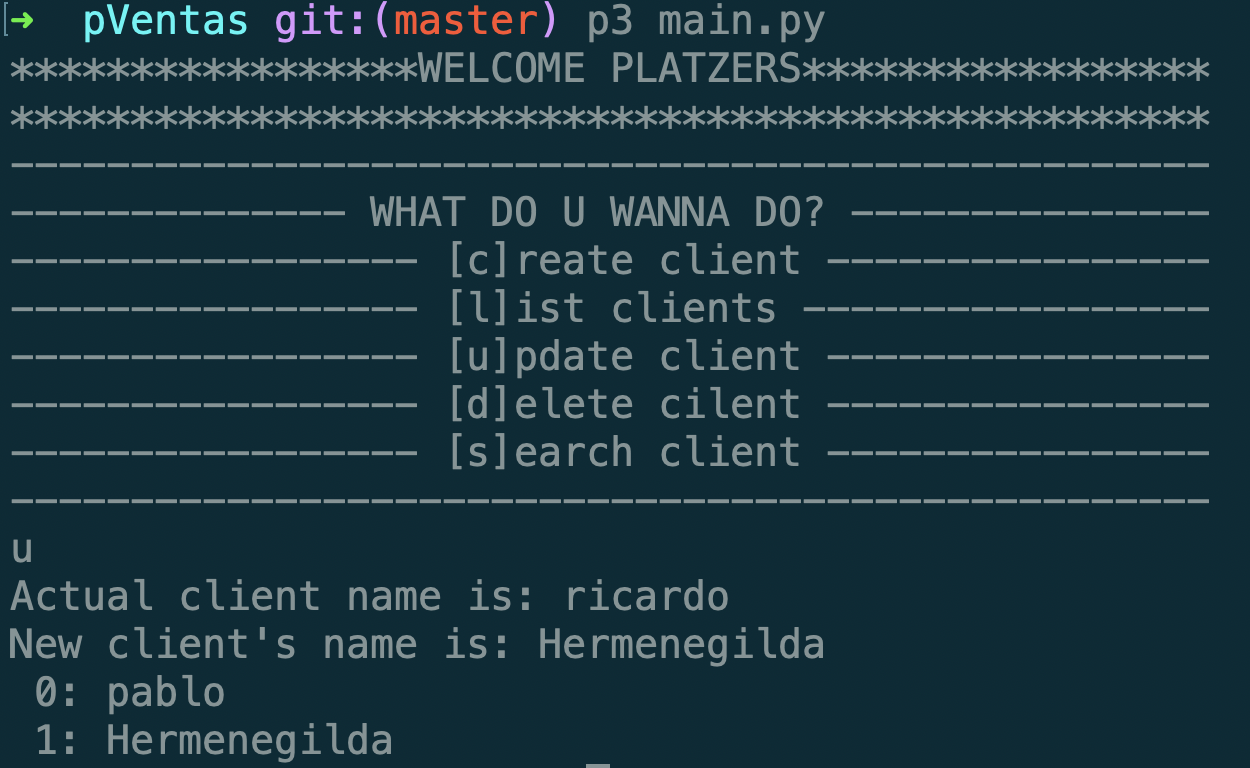 ➜  pVentas git:(master) p3 main.py
*****************WELCOME PLATZERS*****************
**************************************************
--------------------------------------------------
-------------- WHAT DO U WANNA DO? ---------------
----------------- [c]reate client ----------------
----------------- [l]ist clients -----------------
----------------- [u]pdate client ----------------
----------------- [d]elete cilent ----------------
----------------- [s]earch client ----------------
--------------------------------------------------
u
Actual client name is: ricardo
New client's name is: Hermenegilda
 0: pablo
 1: Hermenegilda